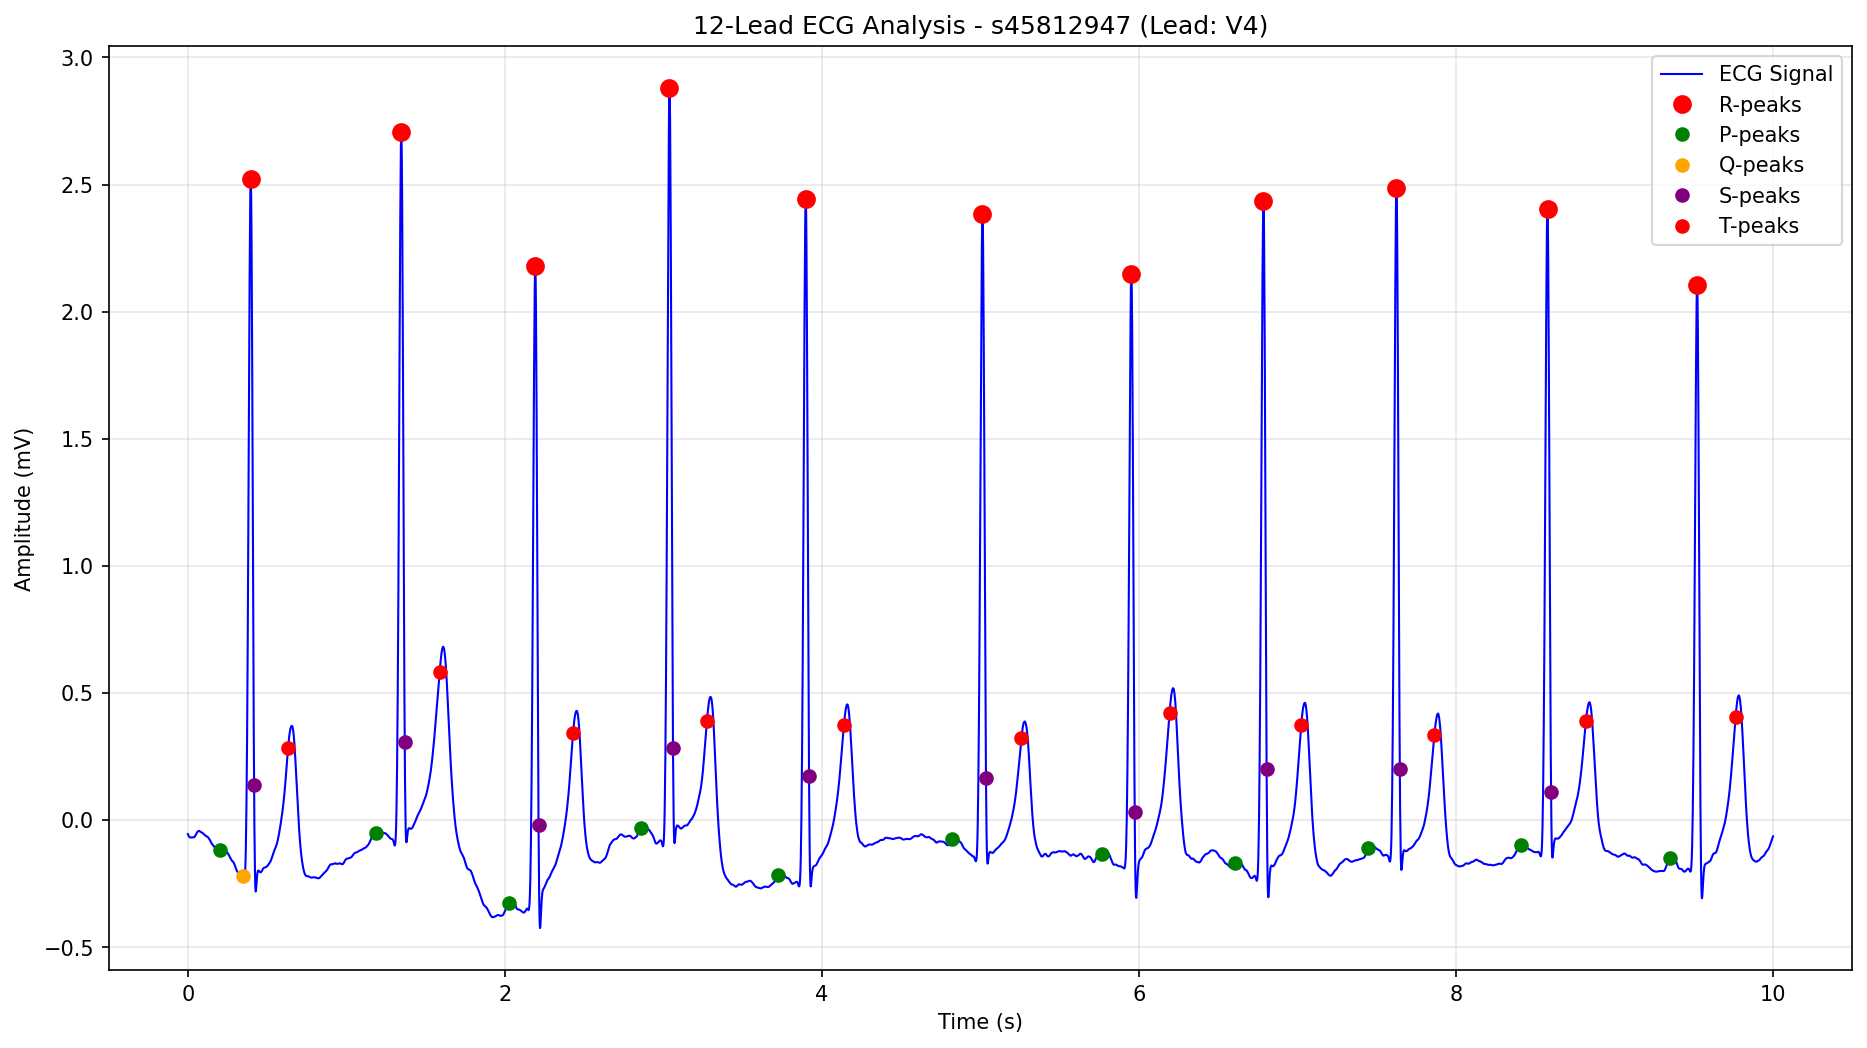 12-Lead ECG Analysis - s45812947 (Lead: V4)
ECG Signal
R-peaks
P-peaks
Q-peaks
S-peaks
T-peaks
Amplitude (mV)
3.0
2.5
2.0
1.5
1.0
0.5
0.0
−0.5
0 2 4 6 8 10
Time (s)